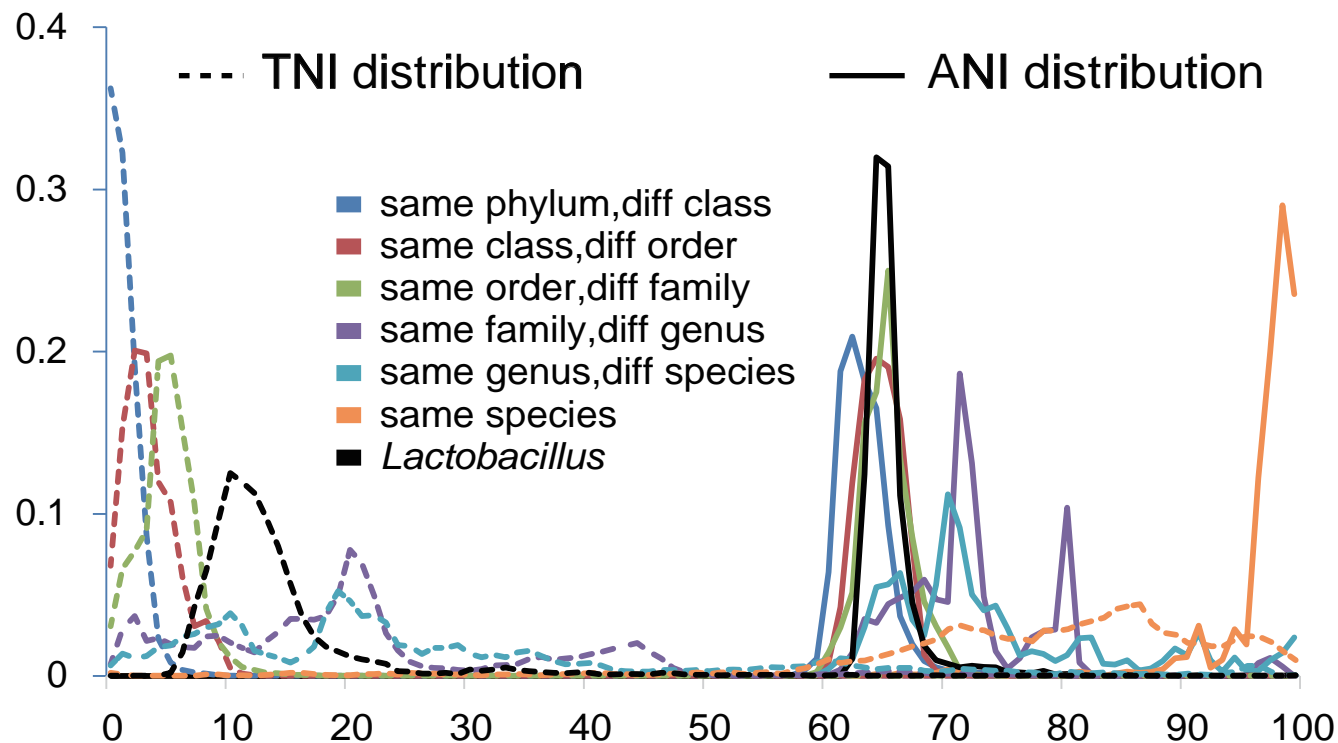 0.4
TNI distribution
ANI distribution
0.3
same phylum,diff class
same class,diff order
same order,diff family
0.2
same family,diff genus
same genus,diff species
same species
Lactobacillus
0.1
0
0 10 20 30 40 50 60 70 80 90 100